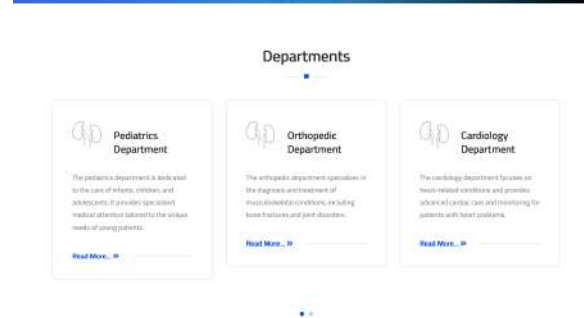 Departments
Pediatrics
Department
The pediatrics department is dedicated
to the care of infants, children, and
adolescents. It provides specialized
medical attention tailored to the unique
needs of young patients.
Read More... »
Orthopedic
Department
The orthopedic department specializes in
the diagnosis and treatment of
musculoskeletal conditions, including
bone fractures and joint disorders.
Read More... »
Cardiology
Department
The cardiology department focuses on
heart-related conditions and provides
advanced cardiac care and monitoring for
patients with heart problems.
Read More... »